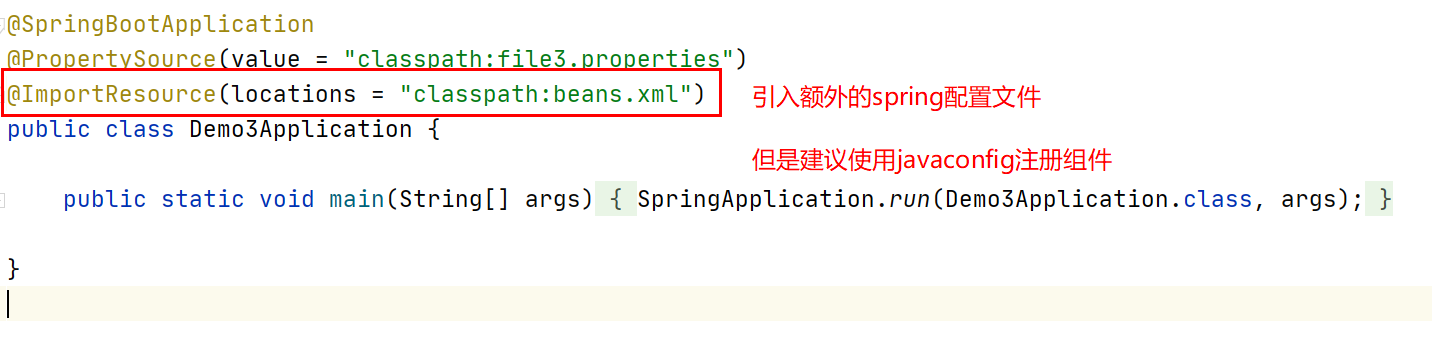 @SpringBootApplication
@PropertySource(value = "classpath:file3.properties")
@ImportResource(locations = "classpath:beans.xml") 引入额外的spring配置文件
public class Demo3Application {
但是建议使用javaconfig注册组件
public static void main(String[] args) { SpringApplication.run(Demo3Application.class, args); }
}